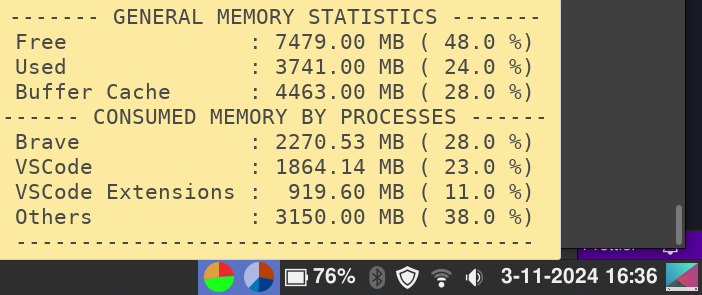 ------- GENERAL MEMORY STATISTICS -------
Free : 7479.00 MB ( 48.0 %)
Used : 3741.00 MB ( 24.0 %)
Buffer Cache : 4463.00 MB ( 28.0 %)
------ CONSUMED MEMORY BY PROCESSES ------
Brave : 2270.53 MB ( 28.0 %)
VSCode : 1864.14 MB ( 23.0 %)
VSCode Extensions : 919.60 MB ( 11.0 %)
Others : 3150.00 MB ( 38.0 %)
-----------------------------------------
76% 3-11-2024 16:36